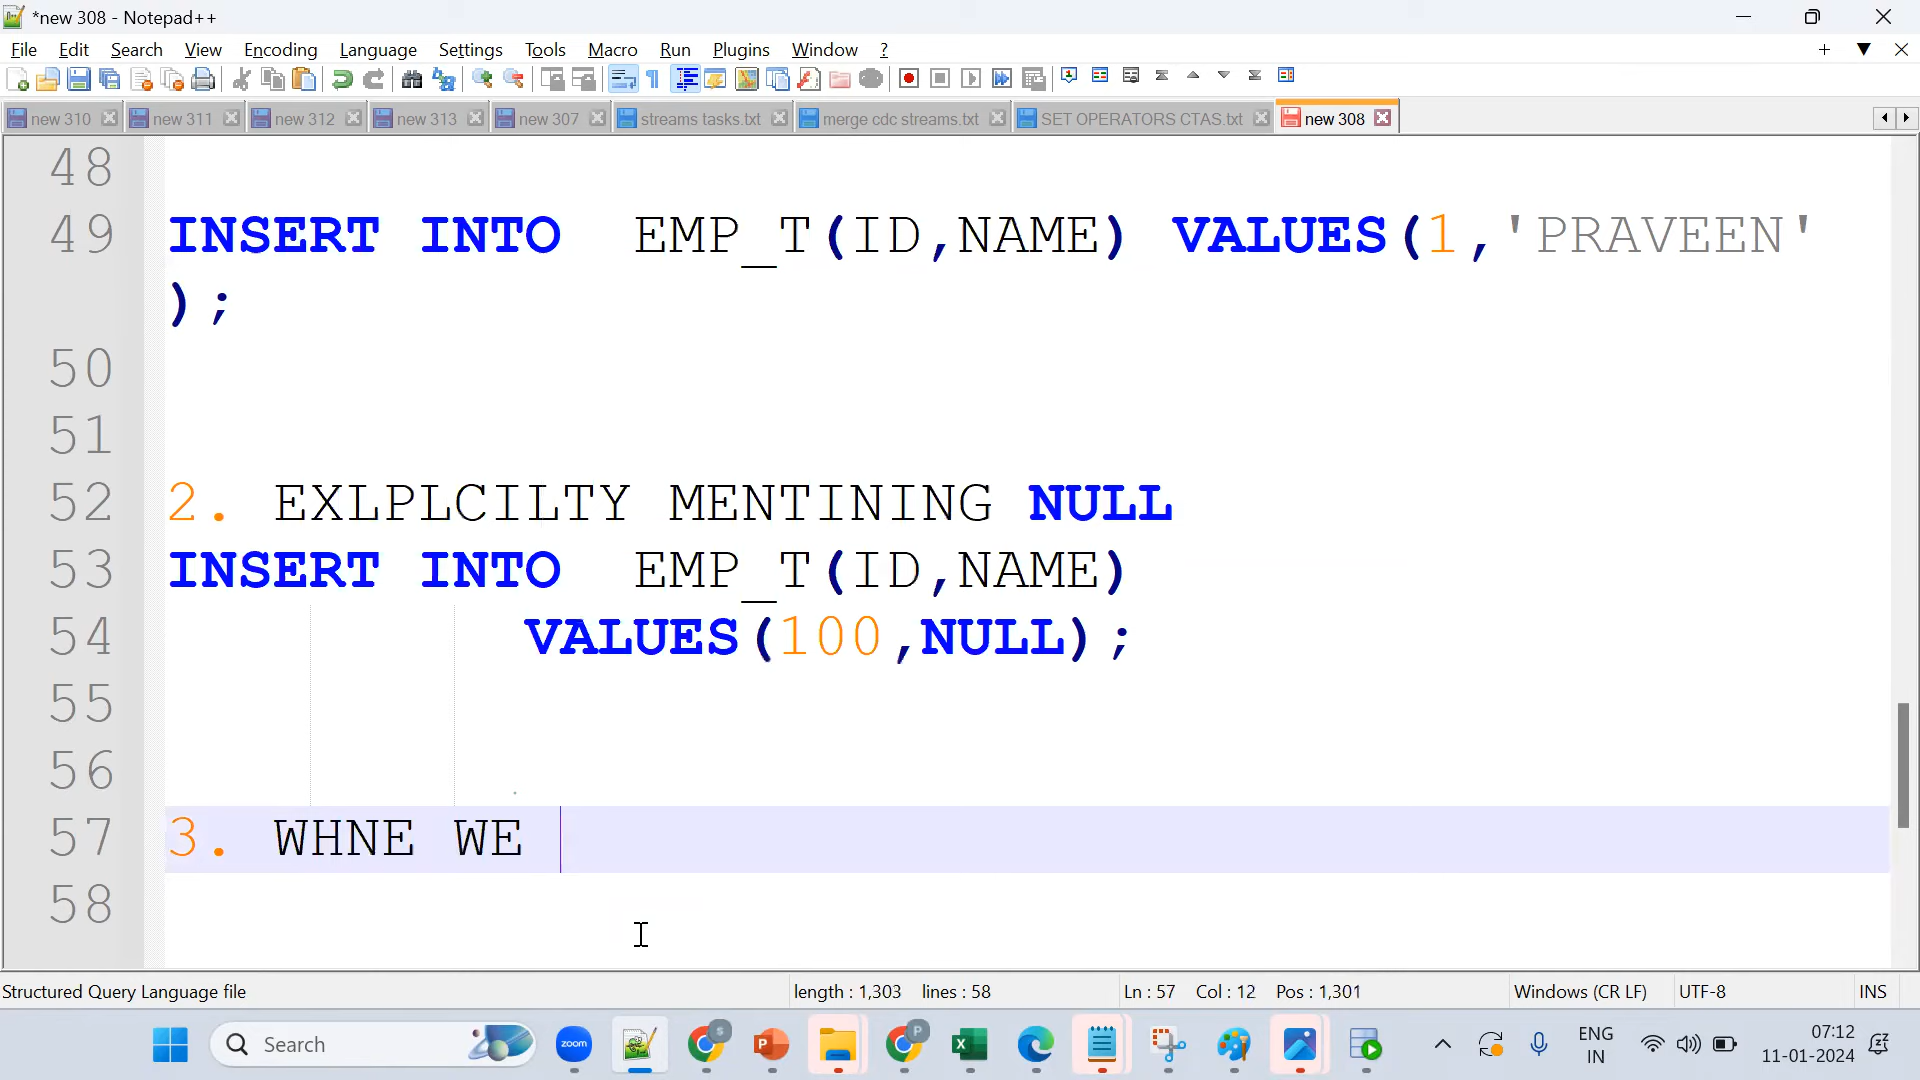 *new 308 - Notepad++
File Edit Search View Encoding Language Settings Tools Macro Run Plugins Window ?
new 310 new 311 new 312 new 313 new 307 streams tasks.txt merge cdc streams.txt SET OPERATORS CTAS.txt new 308
48
49 INSERT INTO EMP_T(ID,NAME) VALUES(1,'PRAVEEN'
);
50
51
52 2. EXLPLCILTY MENTINING NULL
53 INSERT INTO EMP_T(ID,NAME)
54 VALUES(100,NULL);
55
56
57 3. WHNE WE
58
Structured Query Language file length : 1,303 lines : 58 Ln : 57 Col : 12 Pos : 1,301 Windows (CR LF) UTF-8 INS
Search zoom ENG 07:12
IN 11-01-2024